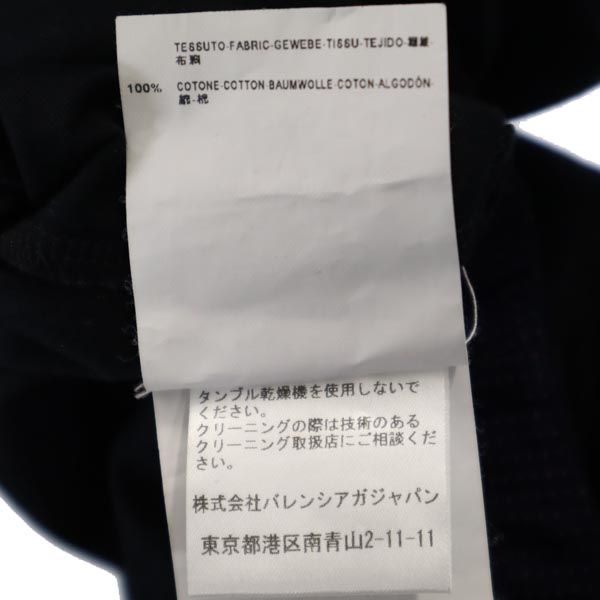 TESSUTO-FABRIC-GEWEBE-TISSU-TEJIDO-
100% COTONE-COTTON-BAUMWOLLE-COTON-ALGODÓN-
綿-棉
タンブル乾燥機を使用しないで
ください。
クリーニングの際は技術のある
クリーニング取扱店にご相談くだ
さい。
株式会社バレンシアガジャパン
東京都港区南青山2-11-11